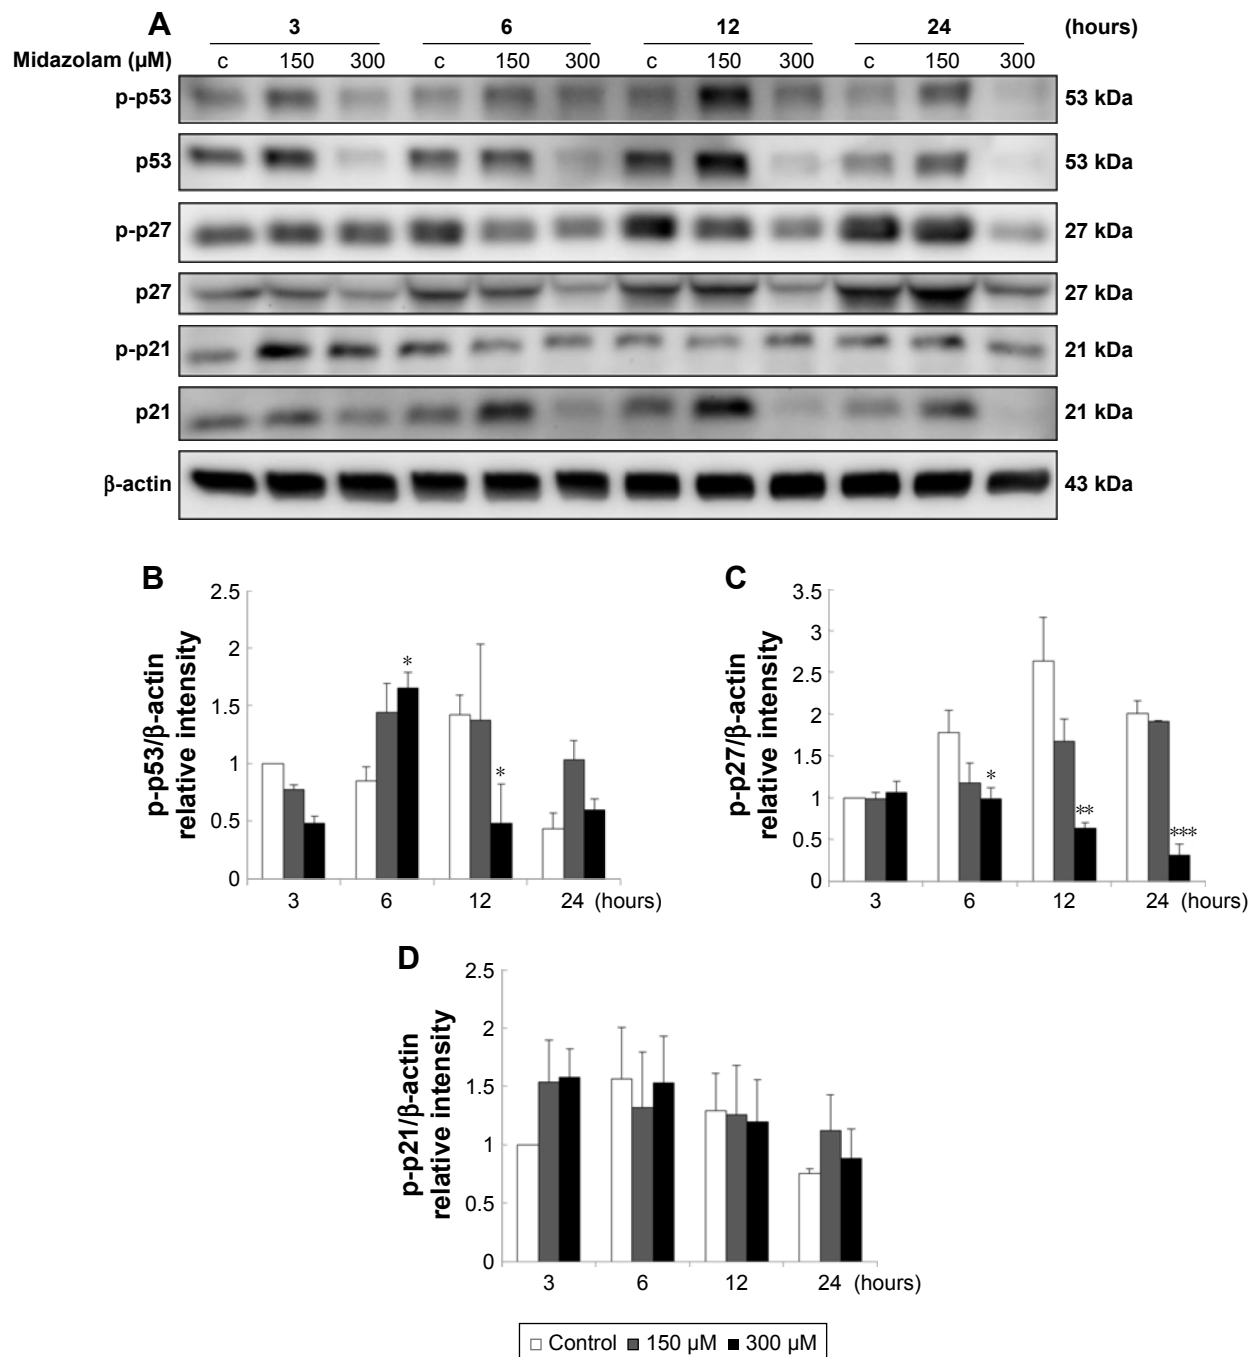 A
3 6 12 24 (hours)
Midazolam (µM) c 150 300 c 150 300 c 150 300 c 150 300
p-p53 53 kDa
p53 53 kDa
p-p27 27 kDa
p27 27 kDa
p-p21 21 kDa
p21 21 kDa
β-actin 43 kDa
B
p-p53/β-actin
relative intensity
2.5
2
1.5
1
0.5
0
*
*
3 6 12 24 (hours)
C
p-p27/β-actin
relative intensity
3.5
3
2.5
2
1.5
1
0.5
0
*
**
***
3 6 12 24 (hours)
D
p-p21/β-actin
relative intensity
2.5
2
1.5
1
0.5
0
3 6 12 24 (hours)
Control 150 µM 300 µM